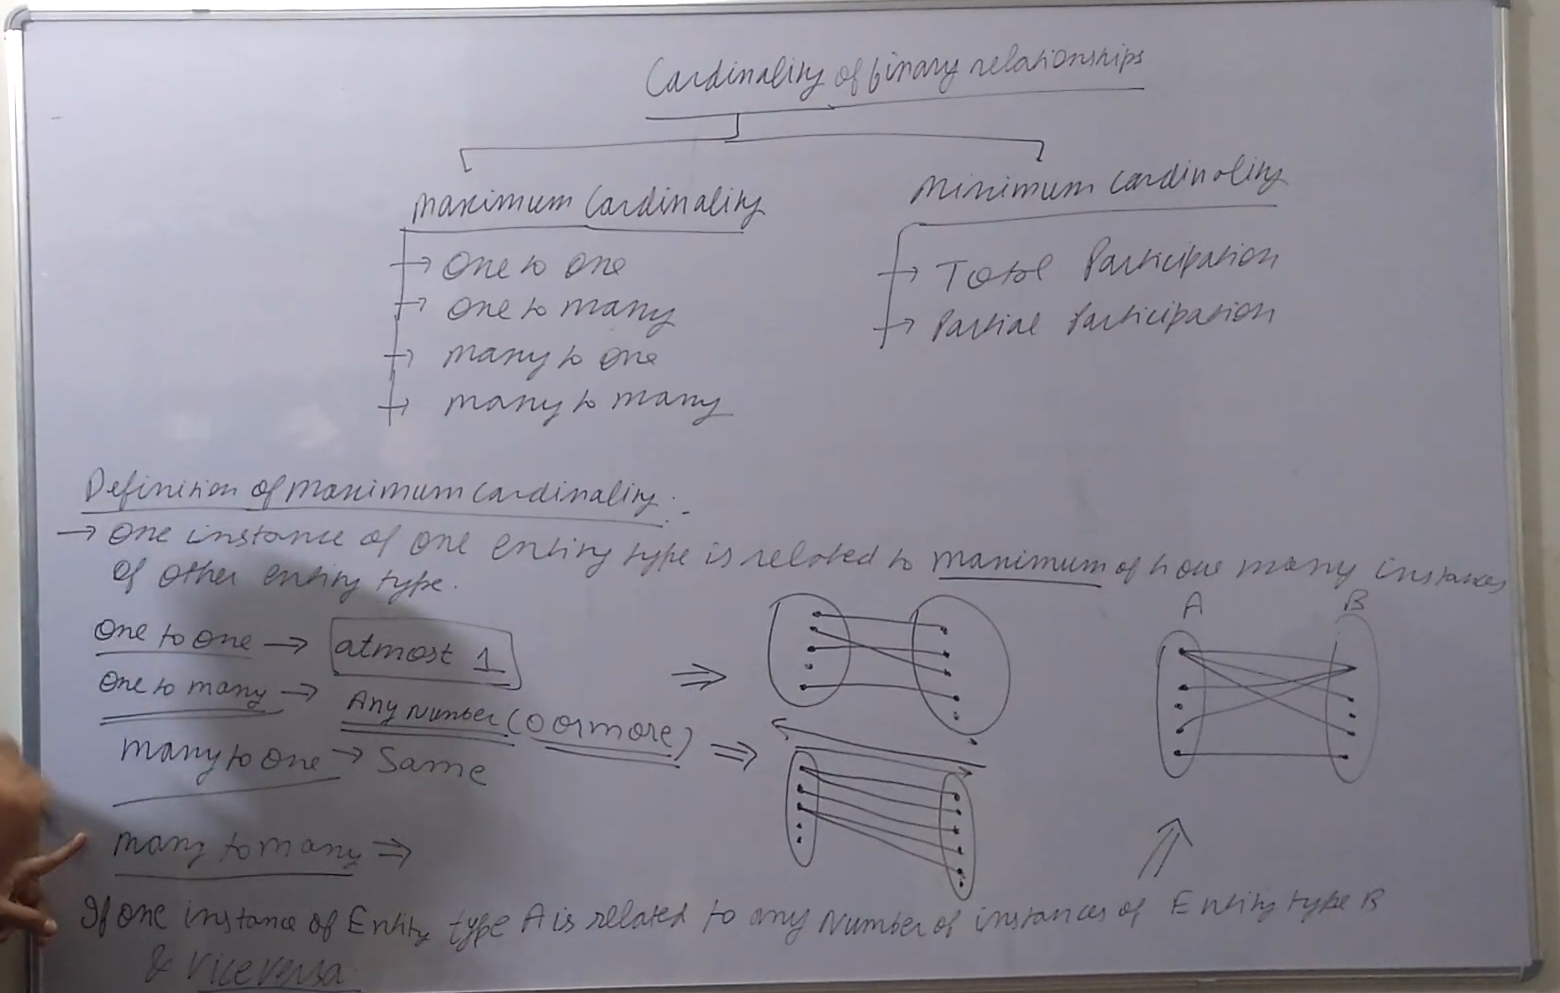 Cardinality of binary relationships
Maximum Cardinality
Minimum Cardinality
→ One to one
→ One to many
→ many to one
→ many to many
→ Total Participation
→ Partial Participation
Definition of maximum cardinality :-
→ One instance of one entity type is related to maximum of how many instances
of other entity type.
One to one → atmost 1
One to many → Any Number (0 or more) ⇒
many to one → Same
⇒
A B
many to many ⇒
If one instance of Entity type A is related to any Number of instances of Entity type B
& vice versa.